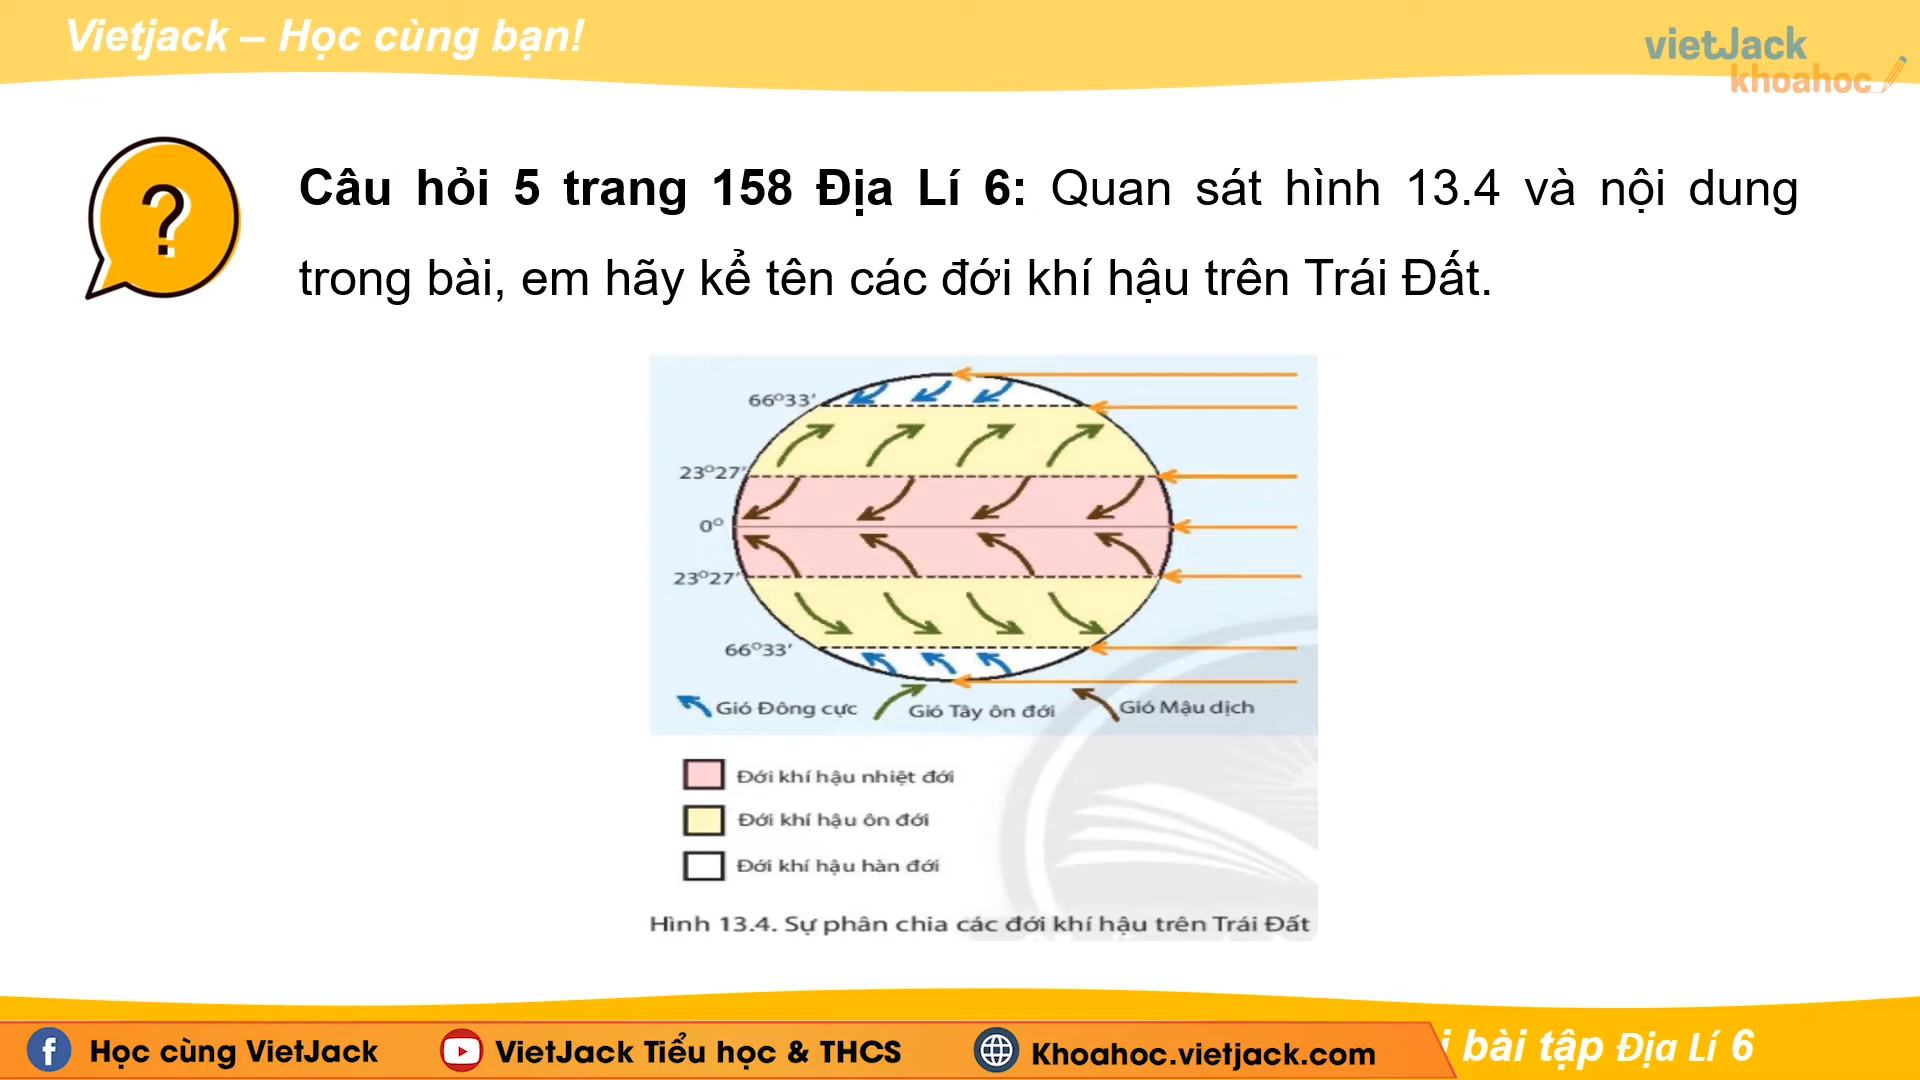 Vietjack – Học cùng bạn!
vietJack
khoahoc
?
Câu hỏi 5 trang 158 Địa Lí 6: Quan sát hình 13.4 và nội dung
trong bài, em hãy kể tên các đới khí hậu trên Trái Đất.
66°33'
23°27'
0°
23°27'
66°33'
Gió Đông cực
Gió Tây ôn đới
Gió Mậu dịch
Đới khí hậu nhiệt đới
Đới khí hậu ôn đới
Đới khí hậu hàn đới
Hình 13.4. Sự phân chia các đới khí hậu trên Trái Đất
Học cùng VietJack
VietJack Tiểu học & THCS
Khoahoc.vietjack.com
bài tập Địa Lí 6